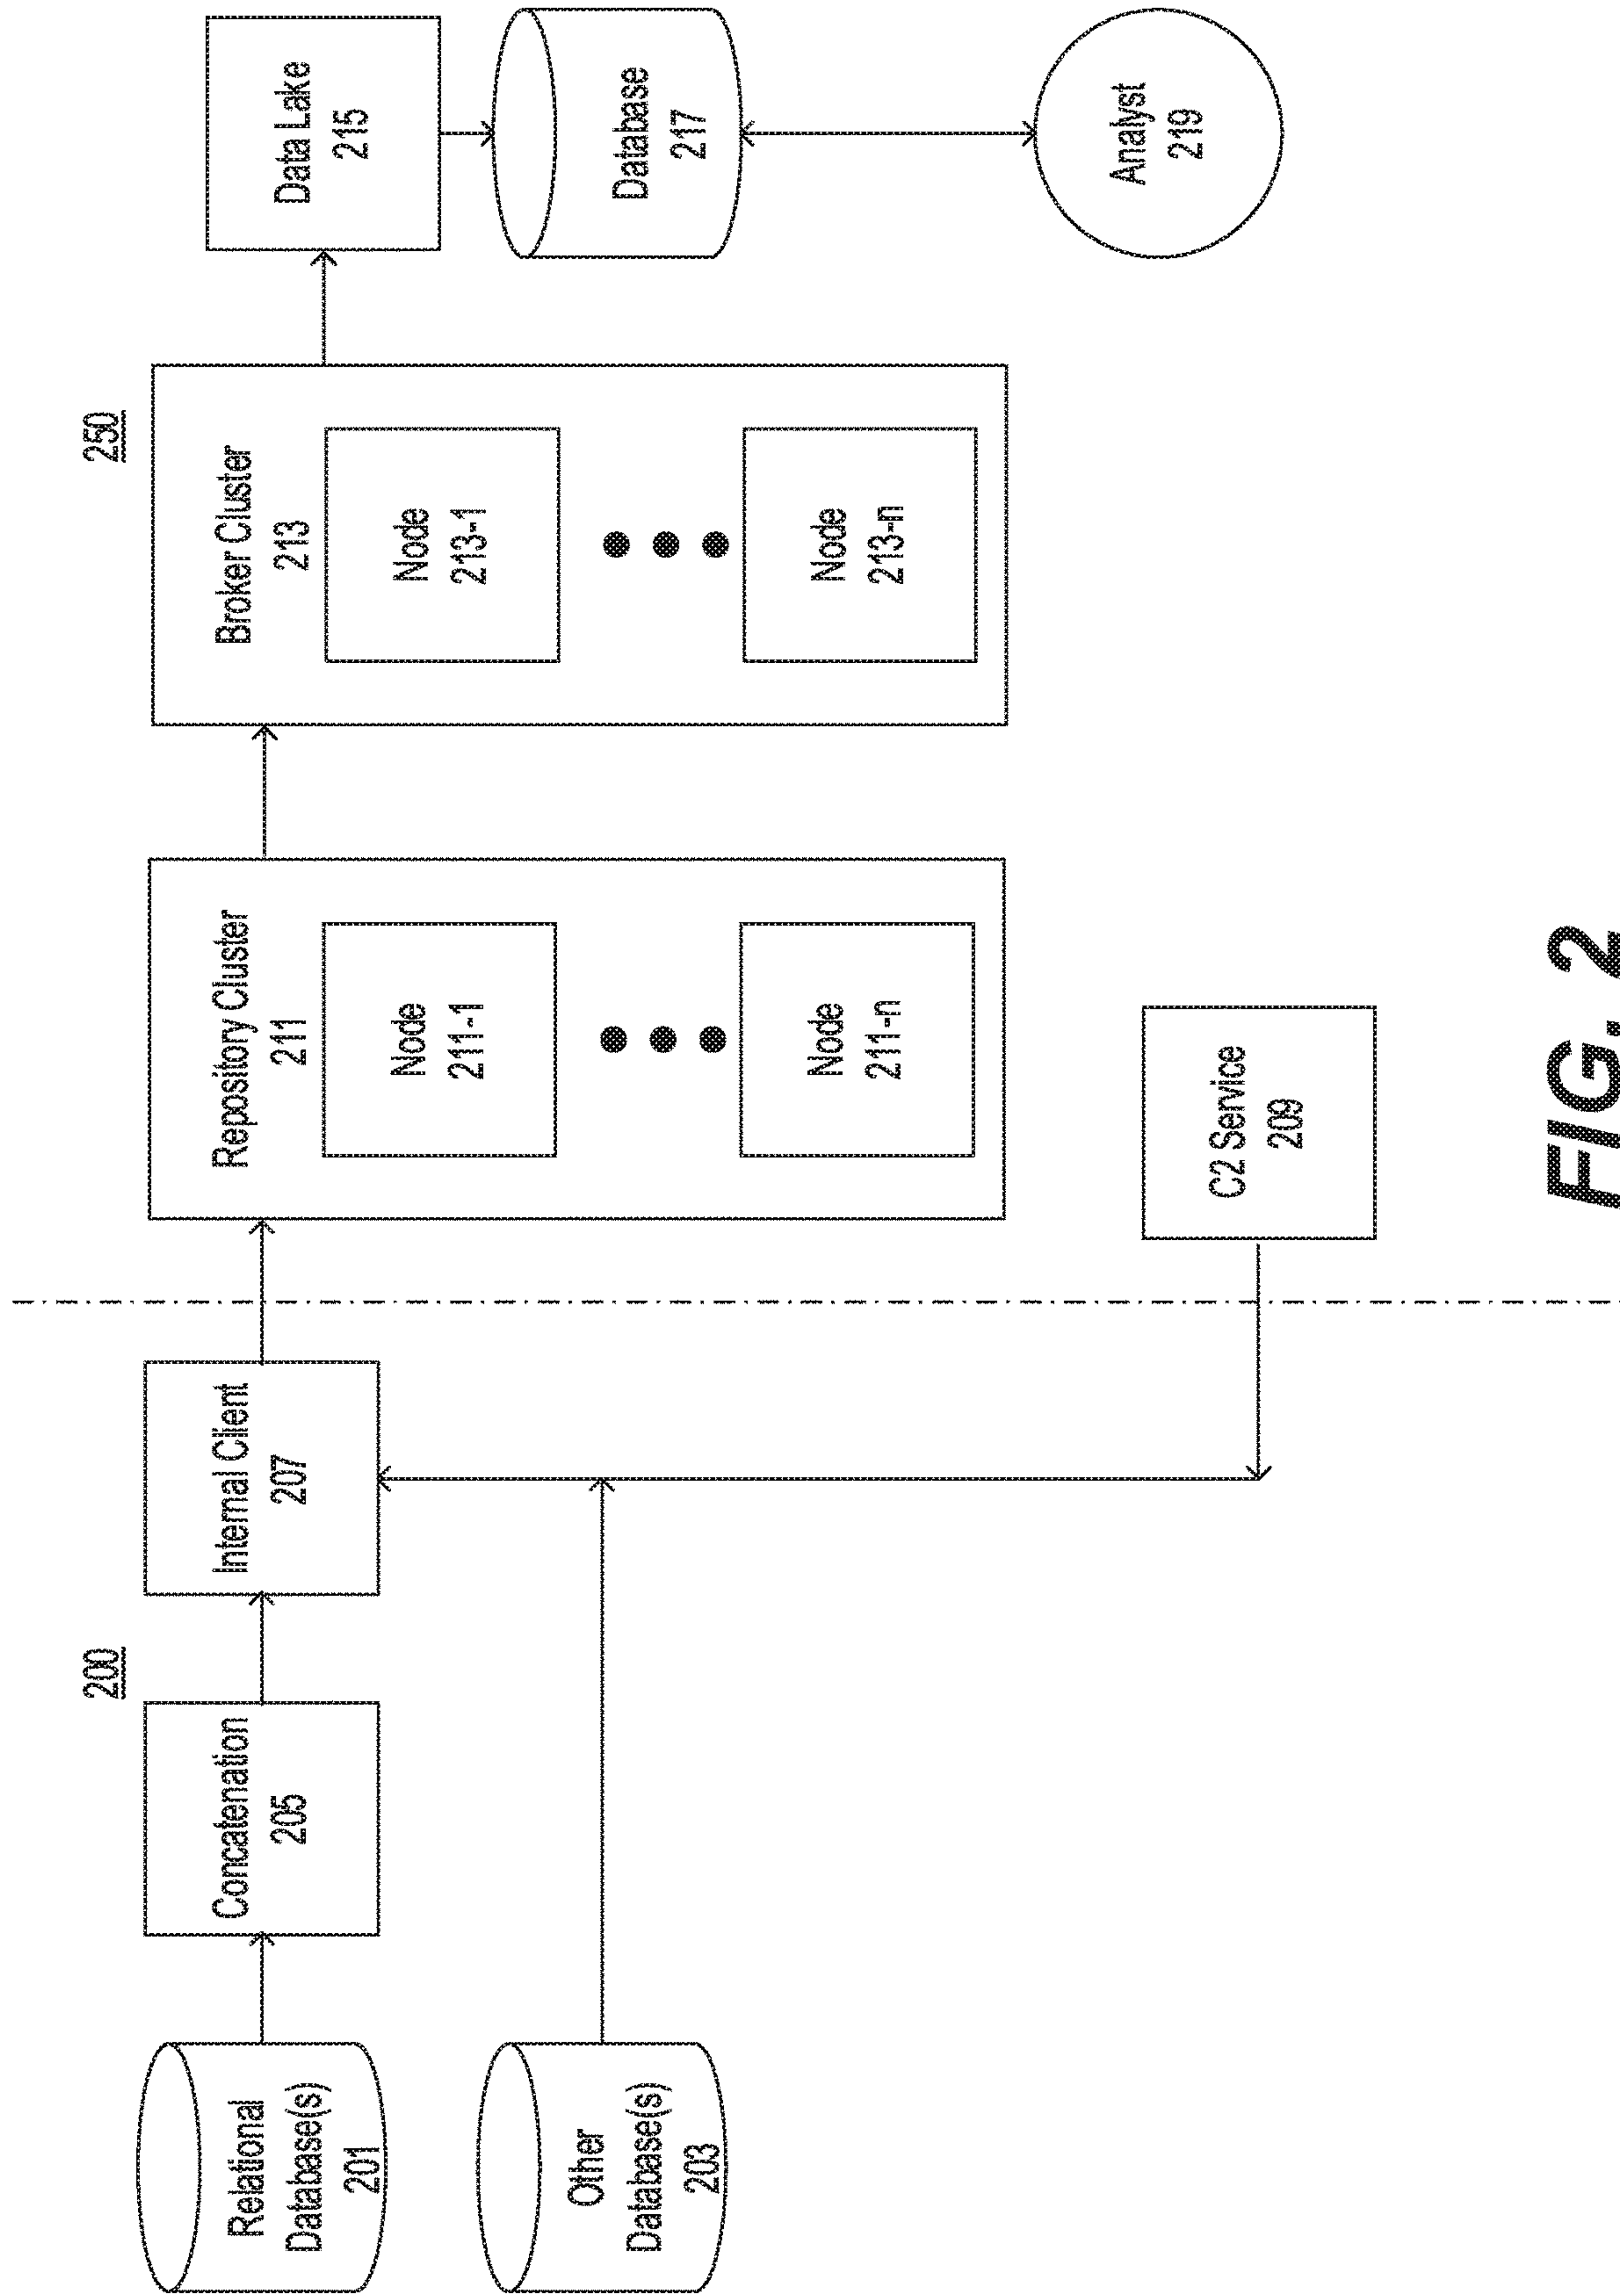 200
250
Relational
Database(s)
201
Concatenation
205
Internal Client
207
Repository Cluster
211
Node
211-1
Node
211-n
Broker Cluster
213
Node
213-1
Node
213-n
Data Lake
215
Database
217
Analyst
219
Other
Database(s)
203
C2 Service
209
FIG. 2